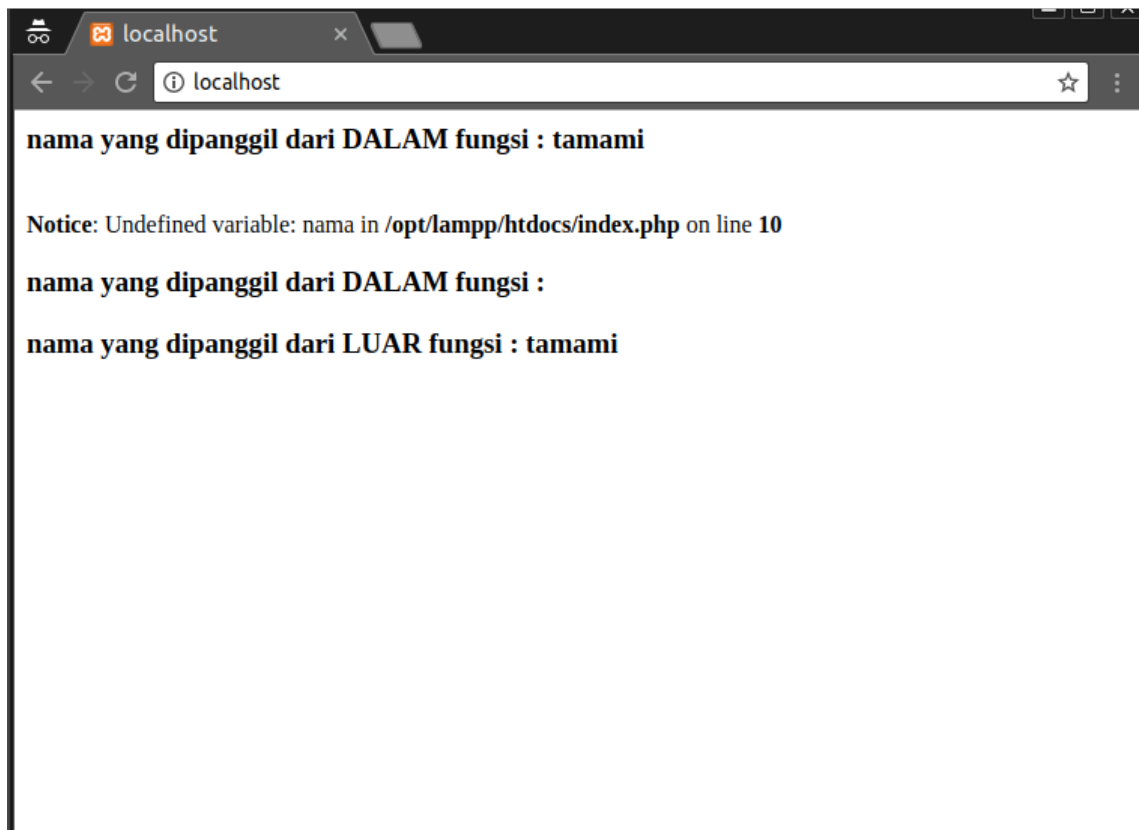 localhost
localhost
nama yang dipanggil dari DALAM fungsi : tamami
Notice: Undefined variable: nama in /opt/lampp/htdocs/index.php on line 10
nama yang dipanggil dari DALAM fungsi :
nama yang dipanggil dari LUAR fungsi : tamami